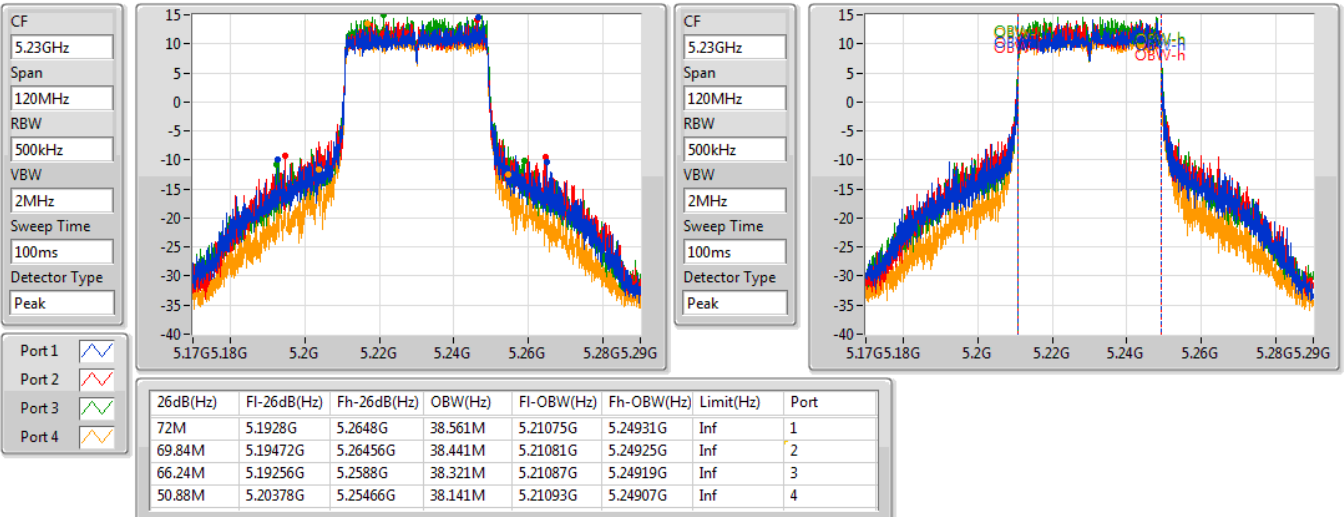 CF
5.23GHz
Span
120MHz
RBW
500kHz
VBW
2MHz
Sweep Time
100ms
Detector Type
Peak
15
10
5
0
-5
-10
-15
-20
-25
-30
-35
-40
5.17G 5.18G 5.2G 5.22G 5.24G 5.26G 5.28G 5.29G
CF
5.23GHz
Span
120MHz
RBW
500kHz
VBW
2MHz
Sweep Time
100ms
Detector Type
Peak
15
10
5
0
-5
-10
-15
-20
-25
-30
-35
-40
OBW-h
5.17G 5.18G 5.2G 5.22G 5.24G 5.26G 5.28G 5.29G
Port 1
Port 2
Port 3
Port 4
26dB(Hz) Fl-26dB(Hz) Fh-26dB(Hz) OBW(Hz) Fl-OBW(Hz) Fh-OBW(Hz) Limit(Hz) Port
72M 5.1928G 5.2648G 38.561M 5.21075G 5.24931G Inf 1
69.84M 5.19472G 5.26456G 38.441M 5.21081G 5.24925G Inf 2
66.24M 5.19256G 5.2588G 38.321M 5.21087G 5.24919G Inf 3
50.88M 5.20378G 5.25466G 38.141M 5.21093G 5.24907G Inf 4